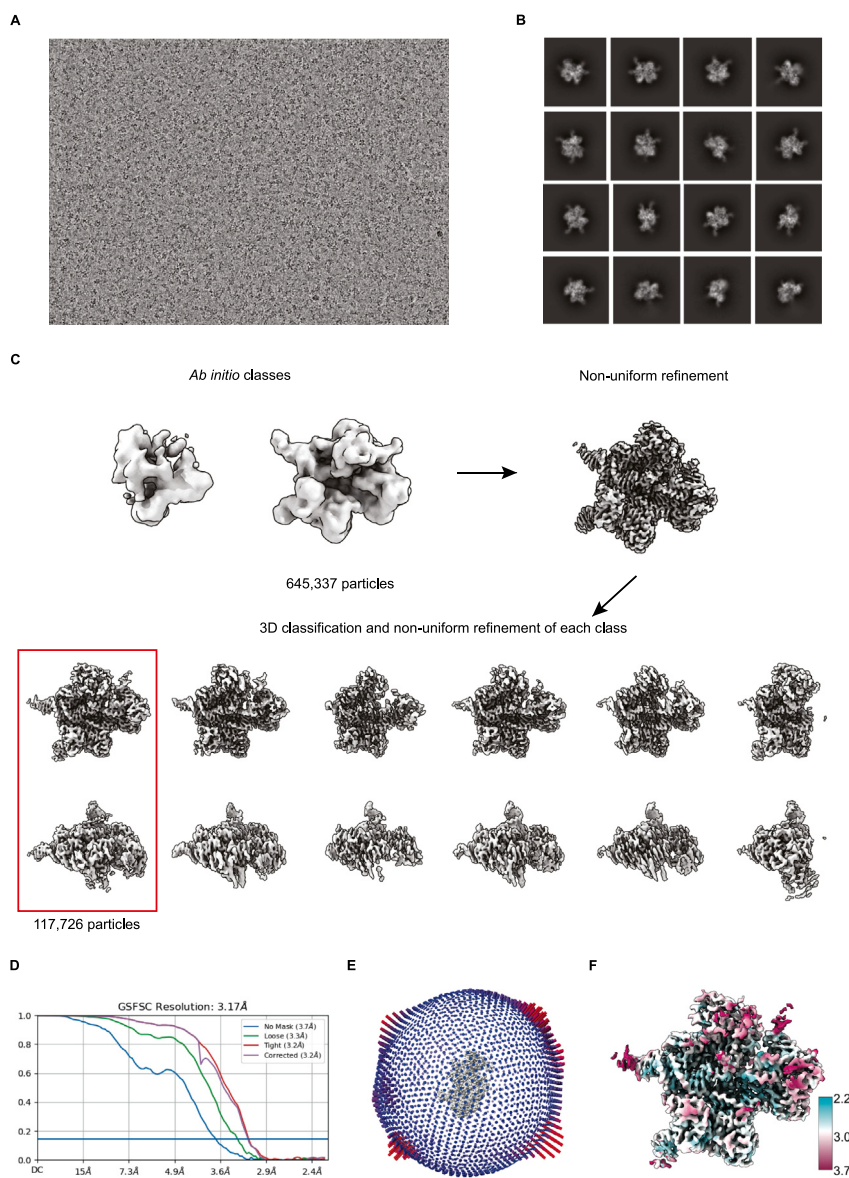 A
B
C
Ab initio classes
Non-uniform refinement
645,337 particles
3D classification and non-uniform refinement of each class
117,726 particles
D
E
F
GSFSC Resolution: 3.17Å
No Mask (3.7Å)
Loose (3.3Å)
Tight (3.2Å)
Corrected (3.2Å)
1.0
0.8
0.6
0.4
0.2
0.0
DC
15Å
7.3Å
4.9Å
3.6Å
2.9Å
2.4Å
2.2
3.0
3.7